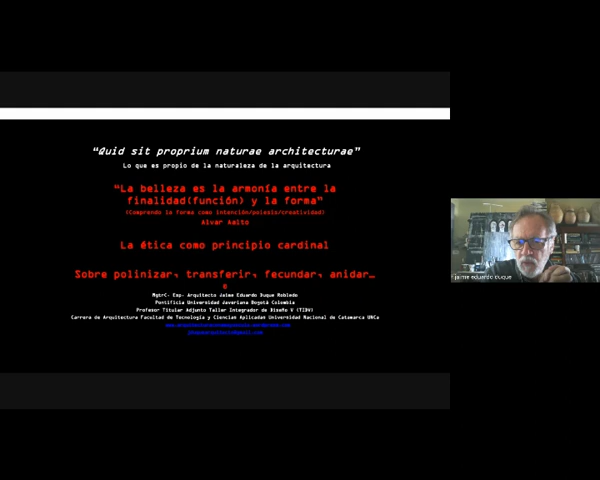 “Quid sit proprium naturae architecturae”
Lo que es propio de la naturaleza de la arquitectura
“La belleza es la armonía entre la
finalidad(función) y la forma”
(Comprendo la forma como intención/poiesis/creatividad)
Alvar Aalto
La ética como principio cardinal
Sobre polinizar, transferir, fecundar, anidar…
MgtrC- Esp- Arquitecto Jaime Eduardo Duque Robledo
Pontificia Universidad Javeriana Bogotá Colombia
Profesor Titular Adjunto Taller Integrador de Diseño V (TIDV)
Carrera de Arquitectura Facultad de Tecnología y Ciencias Aplicadas Universidad Nacional de Catamarca UNCa
jaime eduardo duque